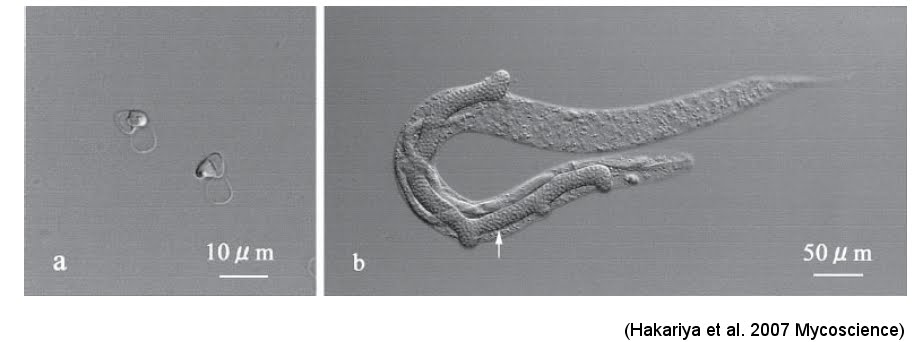 a
10 μ m
b
50 μ m
(Hakariya et al. 2007 Mycoscience)